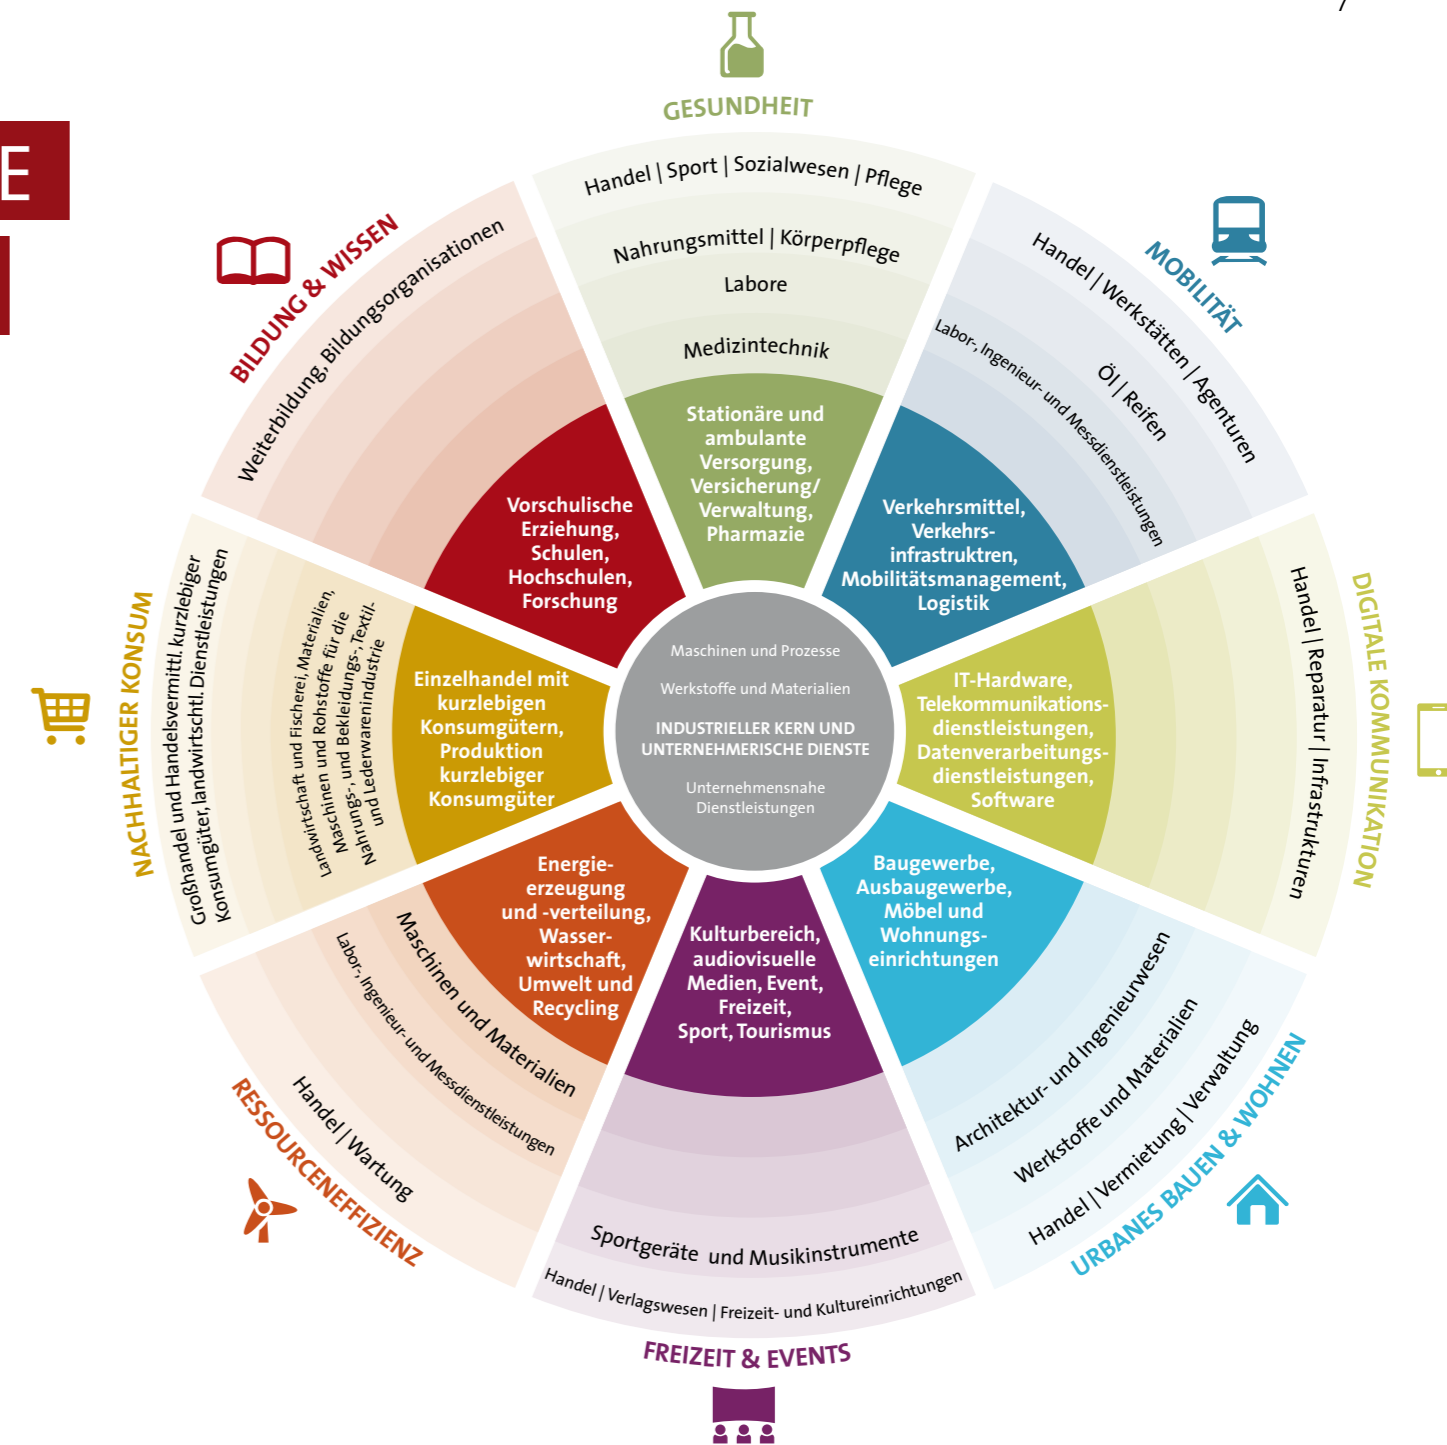 7
E
GESUNDHEIT
Handel | Sport | Sozialwesen | Pflege
Nahrungsmittel | Körperpflege
Labore
Medizintechnik
Stationäre und
ambulante
Versorgung,
Versicherung/
Verwaltung,
Pharmazie
MOBILITÄT
Handel | Werkstätten | Agenturen
Öl | Reifen
Labor-, Ingenieur- und Messdienstleistungen
Verkehrsmittel,
Verkehrs-
infrastruktren,
Mobilitätsmanagement,
Logistik
DIGITALE KOMMUNIKATION
Handel | Reparatur | Infrastrukturen
IT-Hardware,
Telekommunikations-
dienstleistungen,
Datenverarbeitungs-
dienstleistungen,
Software
URBANES BAUEN & WOHNEN
Handel | Vermietung | Verwaltung
Werkstoffe und Materialien
Architektur- und Ingenieurwesen
Baugewerbe,
Ausbaugewerbe,
Möbel und
Wohnungs-
einrichtungen
FREIZEIT & EVENTS
Handel | Verlagswesen | Freizeit- und Kultureinrichtungen
Sportgeräte und Musikinstrumente
Kulturbereich,
audiovisuelle
Medien, Event,
Freizeit,
Sport, Tourismus
RESSOURCENEFFIZIENZ
Handel | Wartung
Labor-, Ingenieur- und Messdienstleistungen
Maschinen und Materialien
Energie-
erzeugung
und -verteilung,
Wasser-
wirtschaft,
Umwelt und
Recycling
NACHHALTIGER KONSUM
Großhandel und Handelsvermittl. kurzlebiger
Konsumgüter, landwirtschtl. Dienstleistungen
Landwirtschaft und Fischerei, Materialien,
Maschinen und Rohstoffe für die
Nahrungs-, und Bekleidungs-, Textil-
und Lederwarenindustrie
Einzelhandel mit
kurzlebigen
Konsumgütern,
Produktion
kurzlebiger
Konsumgüter
BILDUNG & WISSEN
Weiterbildung, Bildungsorganisationen
Vorschulische
Erziehung,
Schulen,
Hochschulen,
Forschung
Maschinen und Prozesse
Werkstoffe und Materialien
INDUSTRIELLER KERN UND
UNTERNEHMERISCHE DIENSTE
Unternehmensnahe
Dienstleistungen